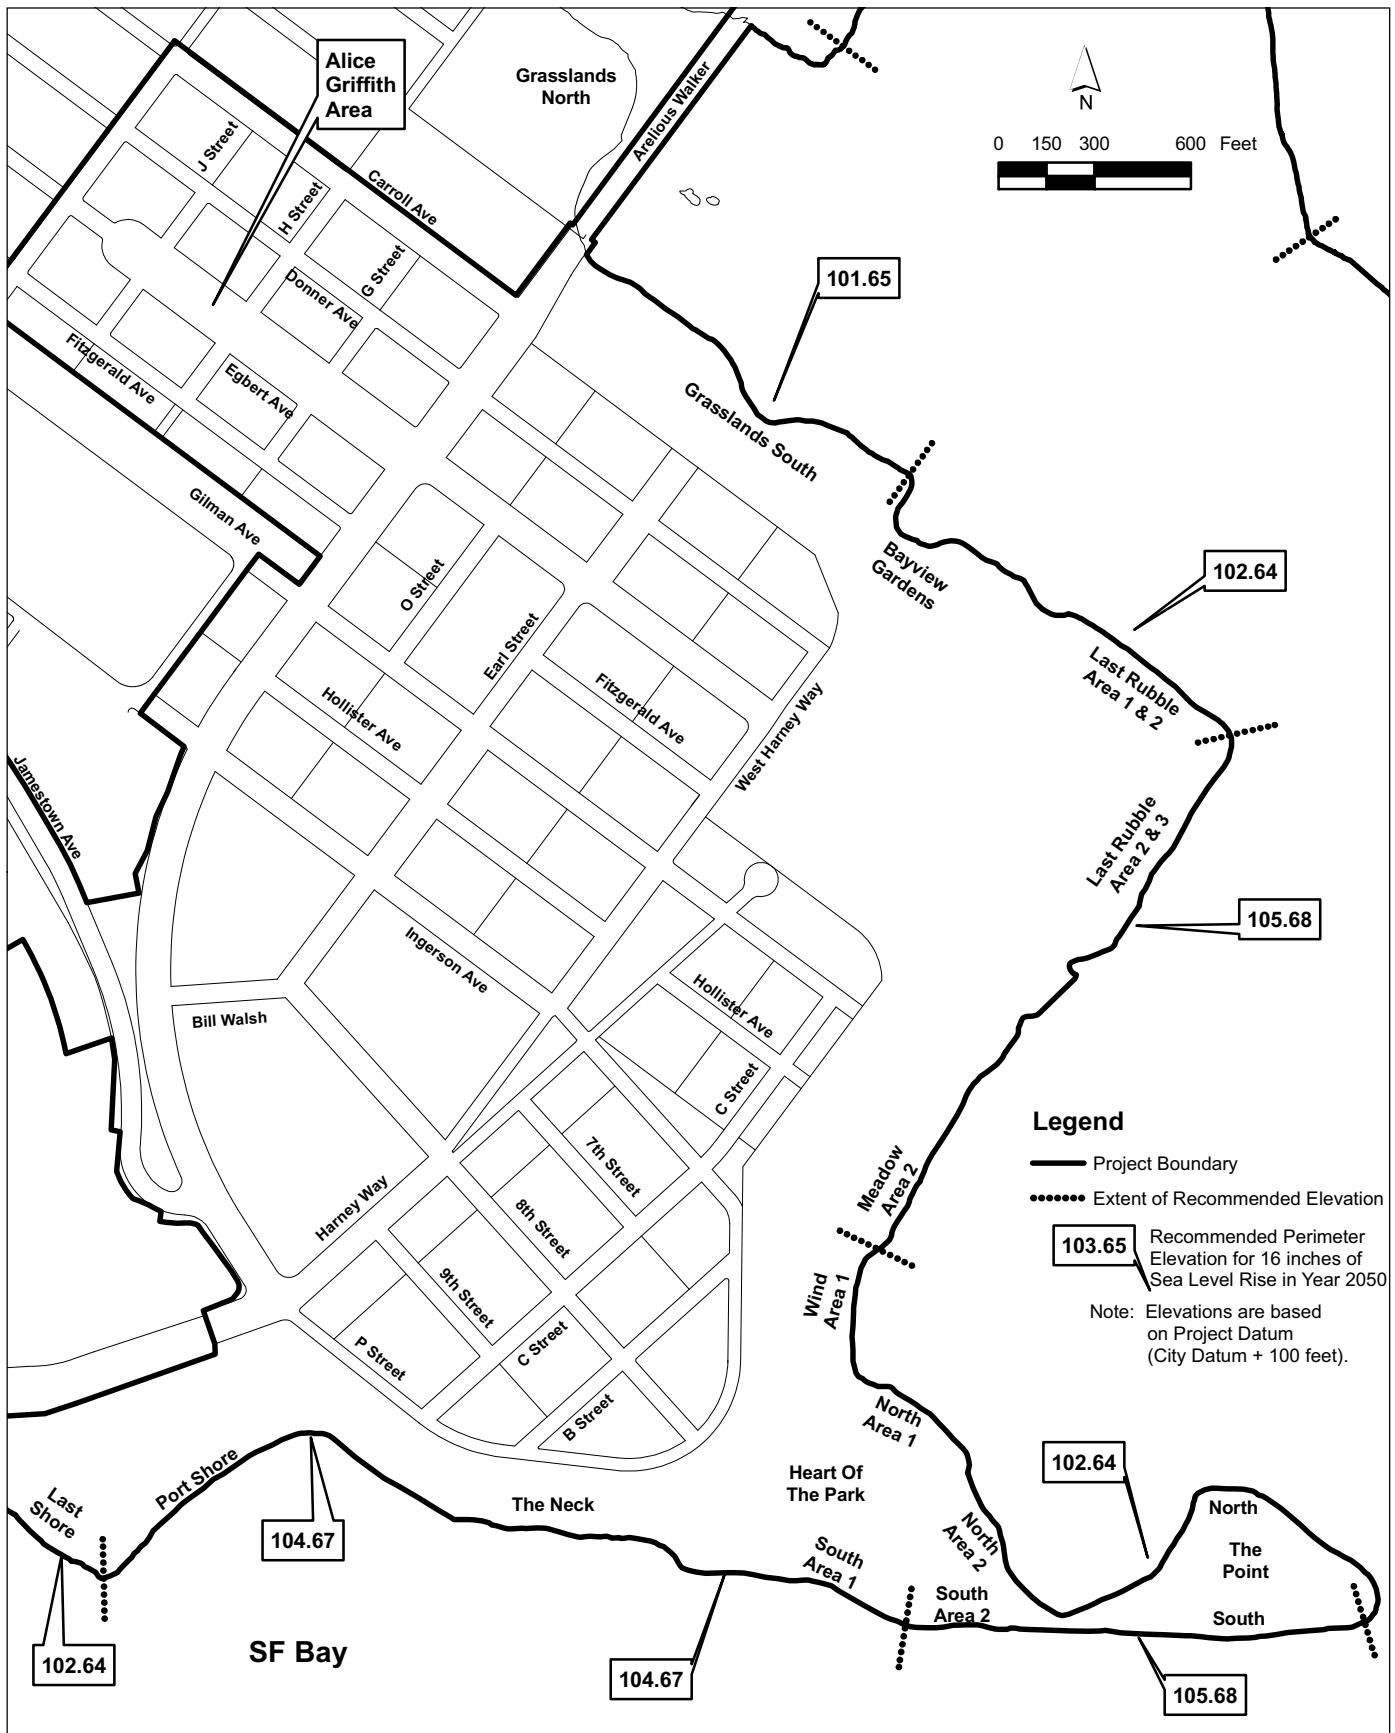 Alice
Griffith
Area
Grasslands
North
Arelious Walker
N
0 150 300 600 Feet
J Street
H Street
Carroll Ave
G Street
Donner Ave
101.65
Fitzgerald Ave
Egbert Ave
Grasslands South
Gilman Ave
Bayview
Gardens
102.64
O Street
Earl Street
Last Rubble
Area 1 & 2
Hollister Ave
Fitzgerald Ave
West Harney Way
Jamestown Ave
Last Rubble
Area 2 & 3
105.68
Ingerson Ave
Hollister Ave
Bill Walsh
C Street
Legend
Project Boundary
Extent of Recommended Elevation
103.65
Recommended Perimeter
Elevation for 16 inches of
Sea Level Rise in Year 2050
Note: Elevations are based
on Project Datum
(City Datum + 100 feet).
7th Street
Meadow
Area 2
Harney Way
8th Street
9th Street
Wind
Area 1
P Street
C Street
B Street
North
Area 1
Heart Of
The Park
102.64
Port Shore
Last
Shore
The Neck
North
The
Point
South
North
Area 2
104.67
South
Area 1
South
Area 2
SF Bay
102.64
104.67
105.68